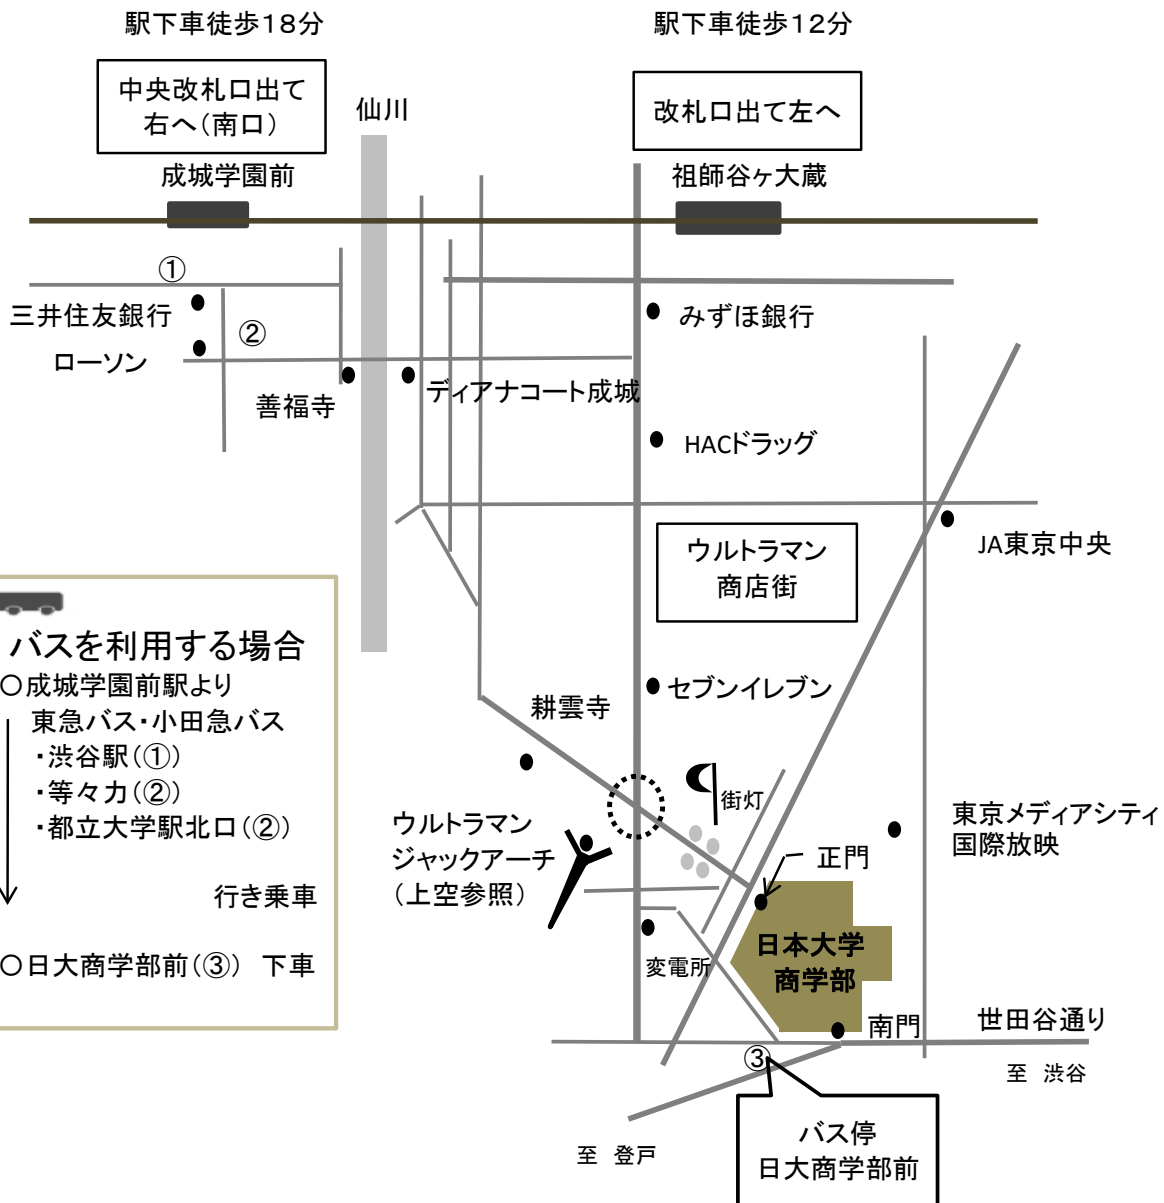 駅下車徒歩18分
駅下車徒歩12分
中央改札口出て
右へ(南口)
仙川
改札口出て左へ
成城学園前
祖師谷ヶ大蔵
①
三井住友銀行
②
ローソン
みずほ銀行
善福寺
ディアナコート成城
HACドラッグ
ウルトラマン
商店街
JA東京中央
バスを利用する場合
○成城学園前駅より
東急バス・小田急バス
・渋谷駅(①)
・等々力(②)
・都立大学駅北口(②)
行き乗車
○日大商学部前(③) 下車
セブンイレブン
耕雲寺
街灯
ウルトラマン
ジャックアーチ
(上空参照)
東京メディアシティ
国際放映
正門
日本大学
商学部
変電所
南門
世田谷通り
③
至 渋谷
バス停
日大商学部前
至 登戸